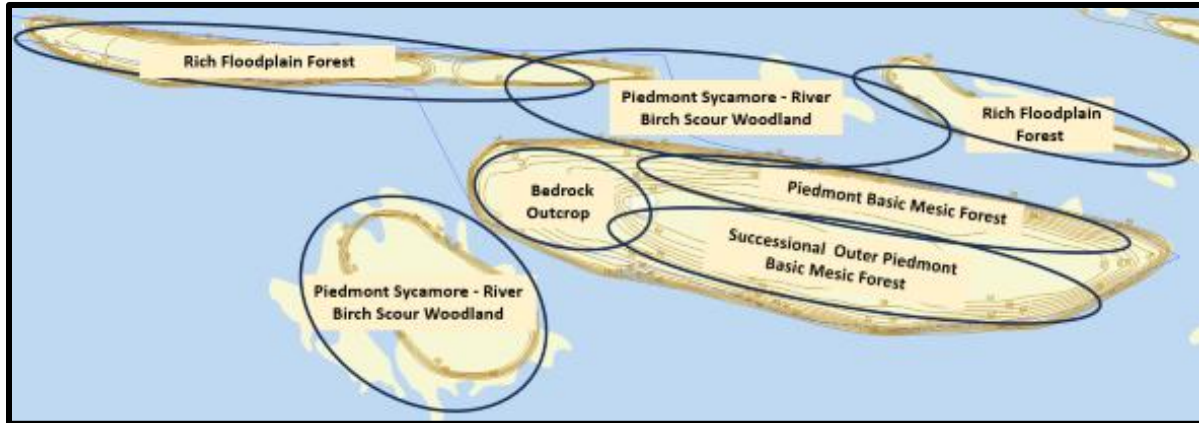 Rich Floodplain Forest
Piedmont Sycamore - River
Birch Scour Woodland
Rich Floodplain
Forest
Bedrock
Outcrop
Piedmont Basic Mesic Forest
Successional Outer Piedmont
Basic Mesic Forest
Piedmont Sycamore - River
Birch Scour Woodland